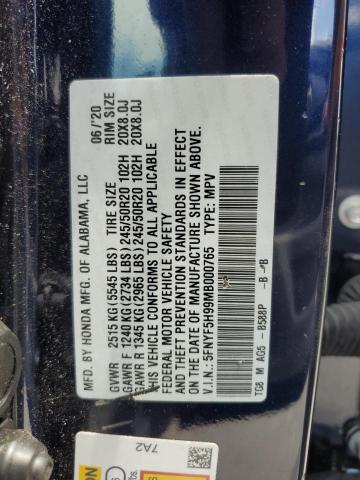 MFD. BY HONDA MFG. OF ALABAMA, LLC 06/'20
GVWR 2515 KG (5545 LBS) TIRE SIZE RIM SIZE
GAWR F 1240 KG (2734 LBS) 245/50R20 102H 20X8.0J
GAWR R 1345 KG (2965 LBS) 245/50R20 102H 20X8.0J
THIS VEHICLE CONFORMS TO ALL APPLICABLE
FEDERAL MOTOR VEHICLE SAFETY
AND THEFT PREVENTION STANDARDS IN EFFECT
ON THE DATE OF MANUFACTURE SHOWN ABOVE.
V.I.N.: 5FNYF5H99MB000765 TYPE: MPV
TG8 M AG5 - B588P -B -*B
7A2